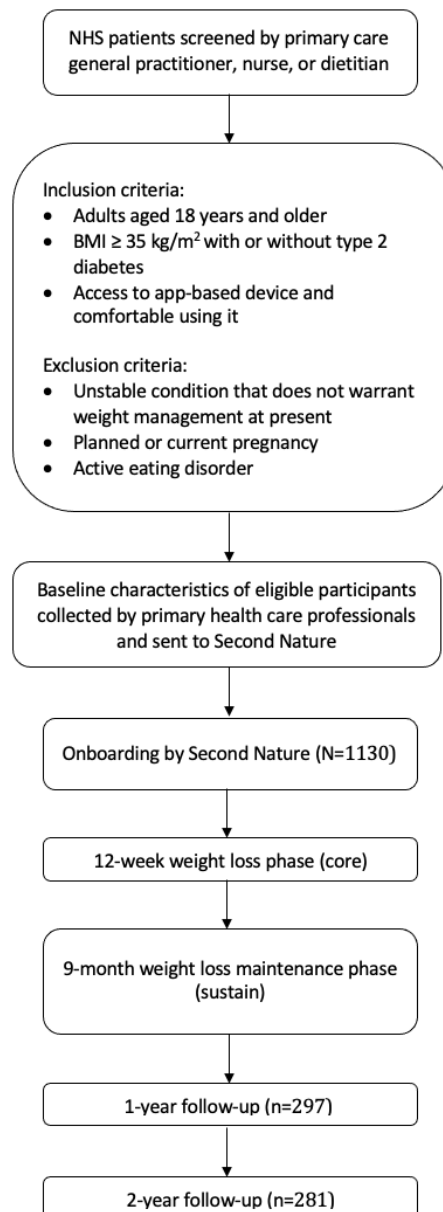 NHS patients screened by primary care
general practitioner, nurse, or dietitian
Inclusion criteria:
• Adults aged 18 years and older
• BMI ≥ 35 kg/m² with or without type 2
diabetes
• Access to app-based device and
comfortable using it
Exclusion criteria:
• Unstable condition that does not warrant
weight management at present
• Planned or current pregnancy
• Active eating disorder
Baseline characteristics of eligible participants
collected by primary health care professionals
and sent to Second Nature
Onboarding by Second Nature (N=1130)
12-week weight loss phase (core)
9-month weight loss maintenance phase
(sustain)
1-year follow-up (n=297)
2-year follow-up (n=281)